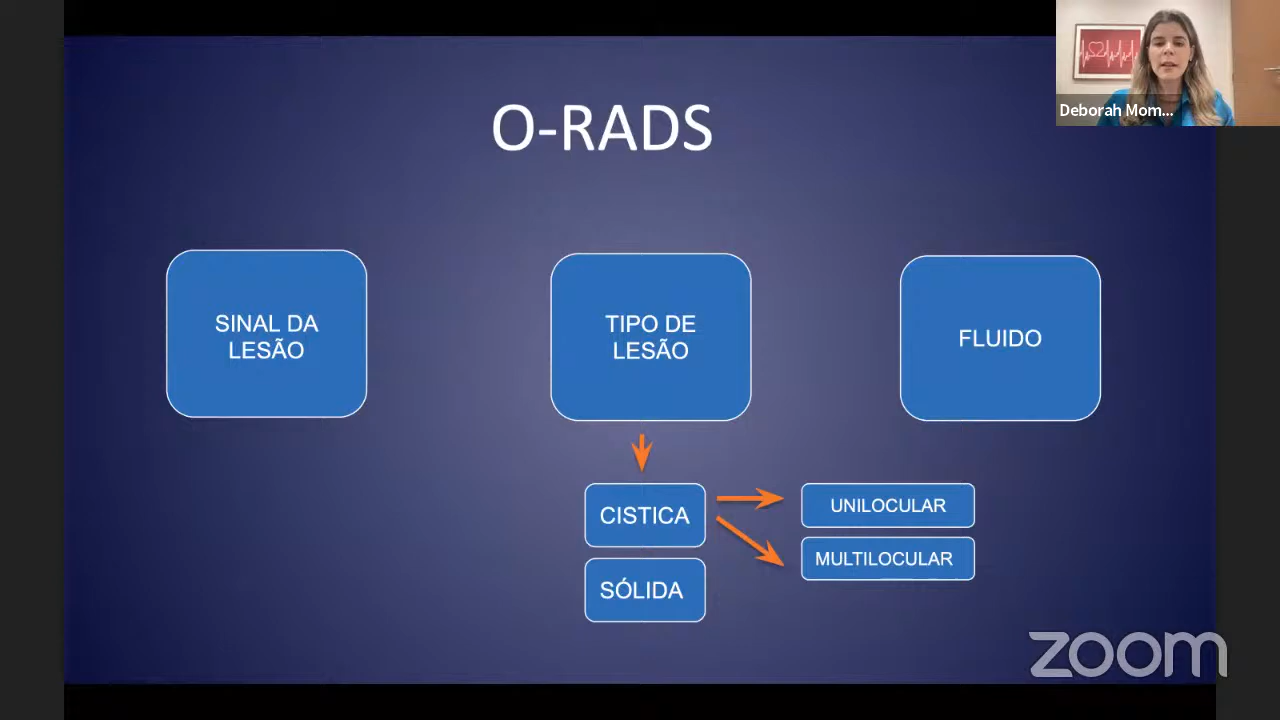 Deborah Mom...
O-RADS
SINAL DA
LESÃO
TIPO DE
LESÃO
FLUIDO
CISTICA
UNILOCULAR
MULTILOCULAR
SÓLIDA
zoom